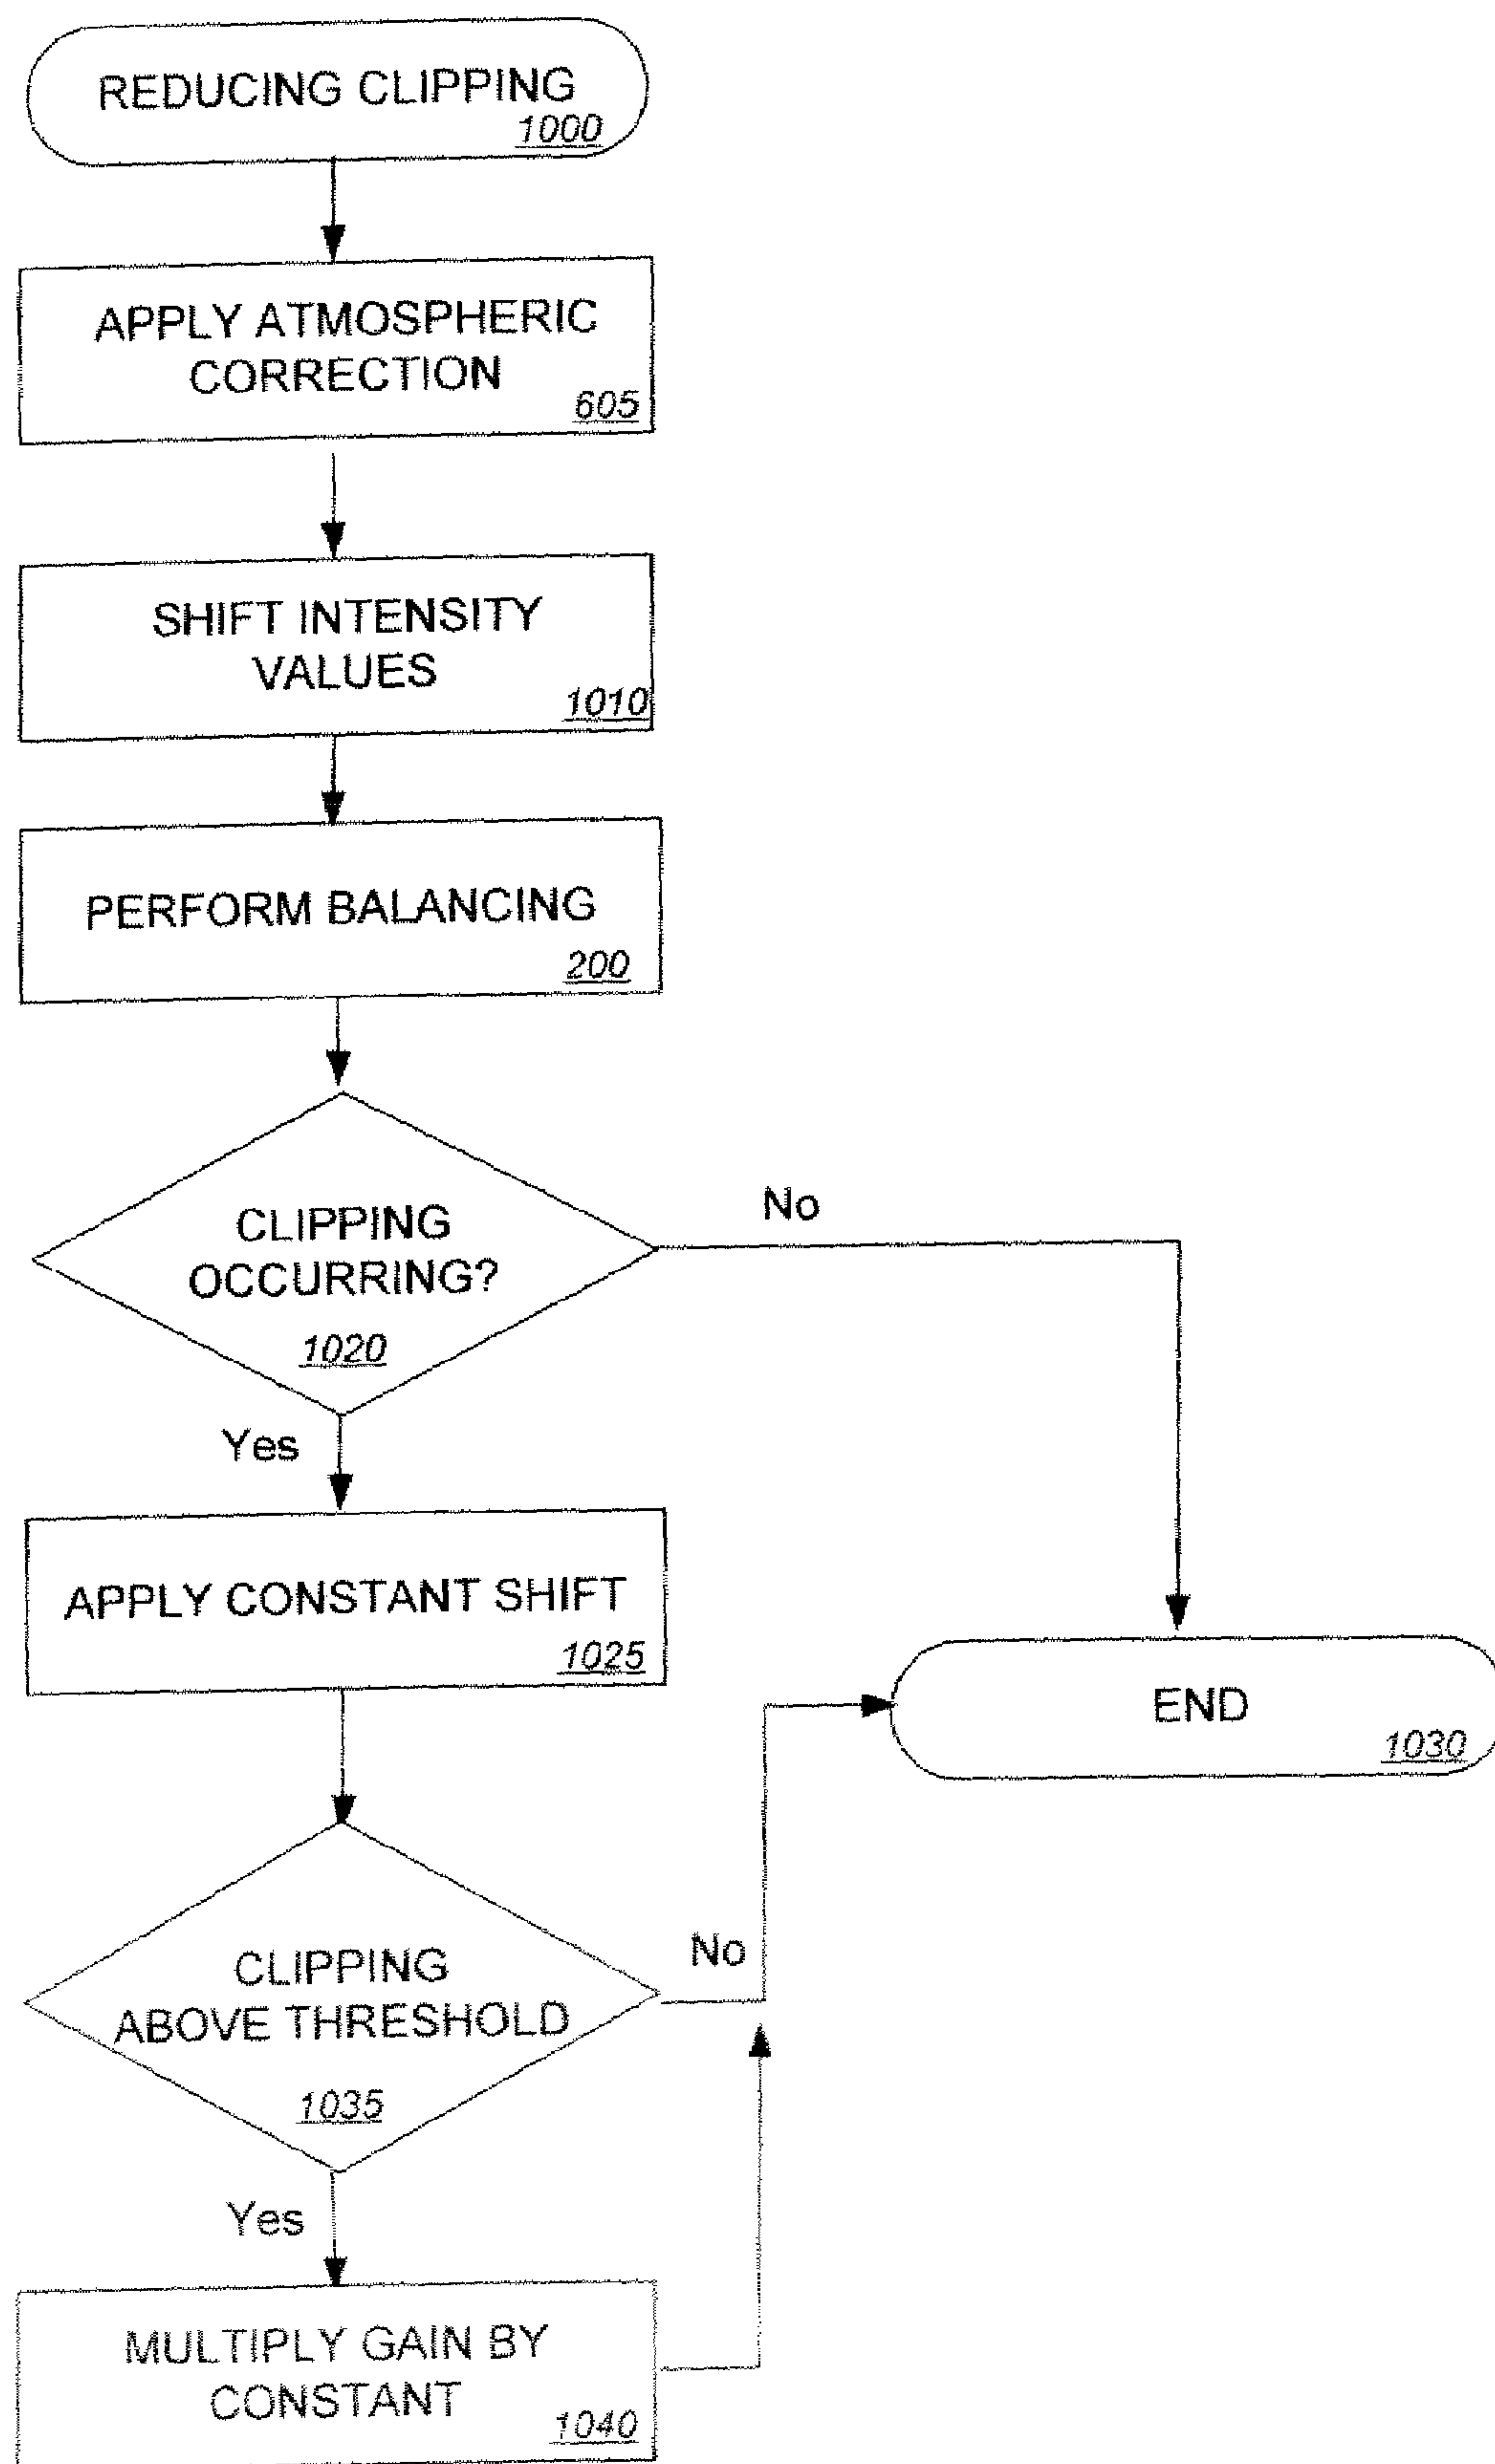 REDUCING CLIPPING
1000
APPLY ATMOSPHERIC
CORRECTION
605
SHIFT INTENSITY
VALUES
1010
PERFORM BALANCING
200
CLIPPING
OCCURRING?
1020
No
Yes
APPLY CONSTANT SHIFT
1025
END
1030
CLIPPING
ABOVE THRESHOLD
1035
No
Yes
MULTIPLY GAIN BY
CONSTANT
1040